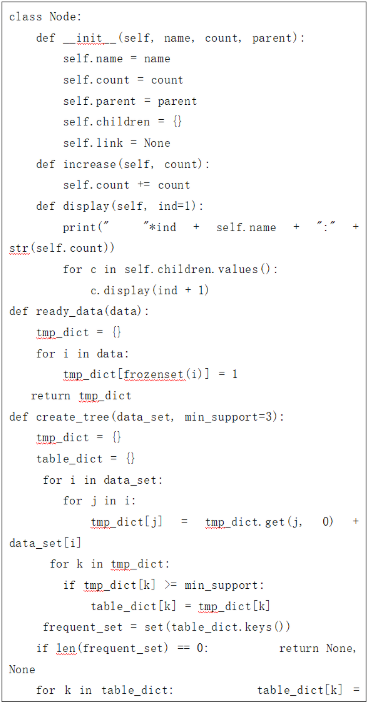 class Node:
    def __init__(self, name, count, parent):
        self.name = name
        self.count = count
        self.parent = parent
        self.children = {}
        self.link = None
    def increase(self, count):
        self.count += count
    def display(self, ind=1):
        print("   "*ind + self.name + ":" +
str(self.count))
        for c in self.children.values():
            c.display(ind + 1)
def ready_data(data):
    tmp_dict = {}
    for i in data:
        tmp_dict[frozenset(i)] = 1
   return tmp_dict
def create_tree(data_set, min_support=3):
    tmp_dict = {}
    table_dict = {}
     for i in data_set:
        for j in i:
            tmp_dict[j] = tmp_dict.get(j, 0) +
data_set[i]
      for k in tmp_dict:
        if tmp_dict[k] >= min_support:
            table_dict[k] = tmp_dict[k]
     frequent_set = set(table_dict.keys())
    if len(frequent_set) == 0:        return None,
None
    for k in table_dict:        table_dict[k] =